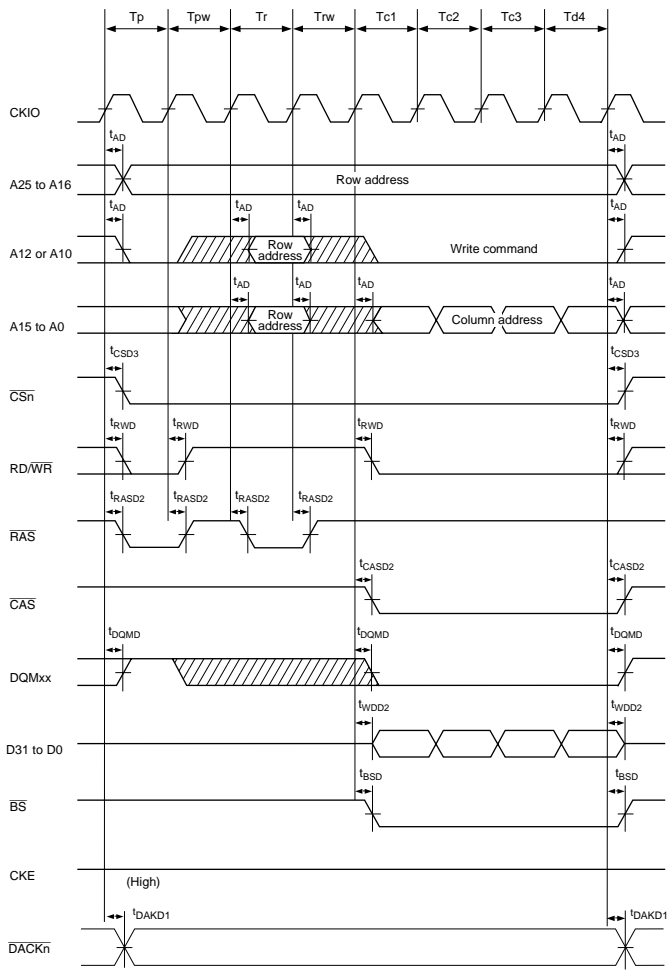 Tp Tpw Tr Trw Tc1 Tc2 Tc3 Td4
CKIO
tAD tAD
A25 to A16 Row address
tAD tAD tAD tAD
A12 or A10 Row address Write command
tAD tAD tAD tAD
A15 to A0 Row address Column address
tCSD3 tCSD3
CSn
tRWD tRWD tRWD tRWD
RD/WR
tRASD2 tRASD2 tRASD2 tRASD2
RAS
tCASD2 tCASD2
CAS
tDQMD tDQMD tDQMD
DQMxx
tWDD2 tWDD2
D31 to D0
tBSD tBSD
BS
CKE
(High)
tDAKD1 tDAKD1
DACKn